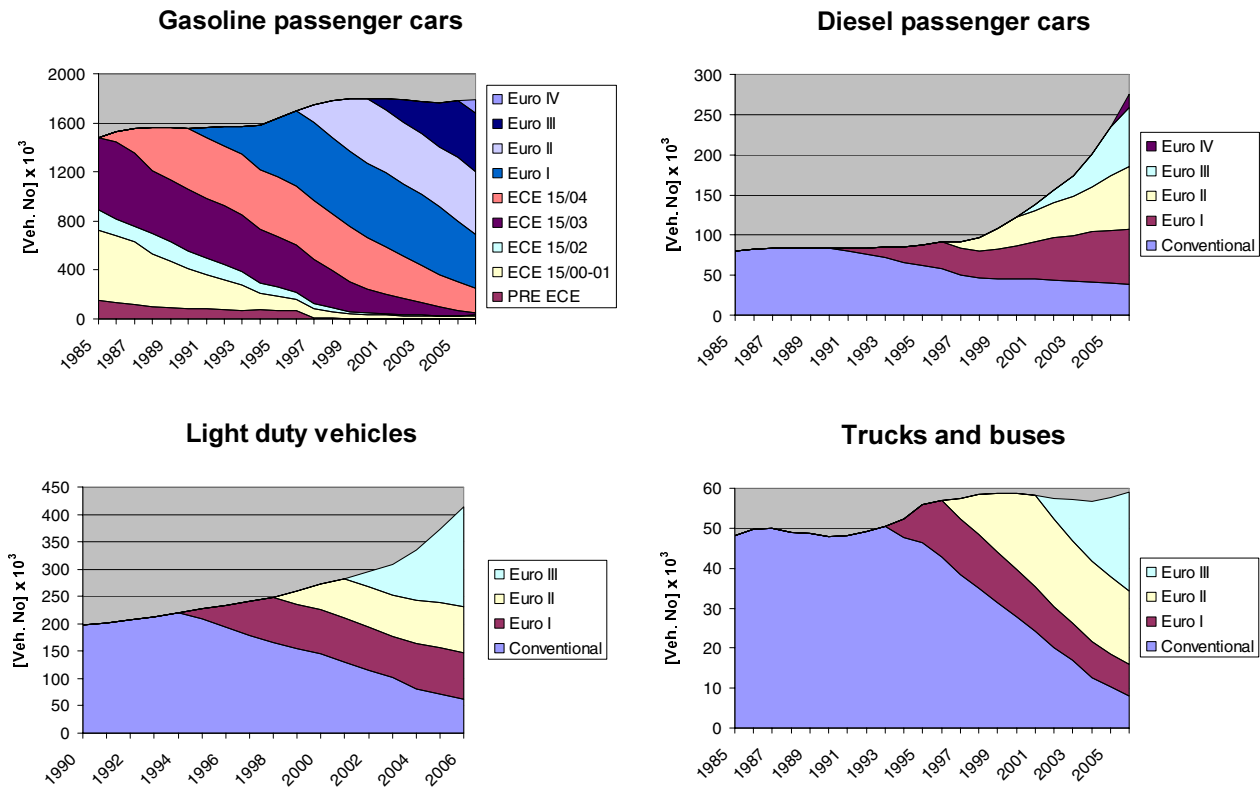 Gasoline passenger cars
[Veh. No] x 10³
2000
1600
1200
800
400
0
1985
1987
1989
1991
1993
1995
1997
1999
2001
2003
2005
Euro IV
Euro III
Euro II
Euro I
ECE 15/04
ECE 15/03
ECE 15/02
ECE 15/00-01
PRE ECE
Diesel passenger cars
[Veh. No] x 10³
300
250
200
150
100
50
0
1985
1987
1989
1991
1993
1995
1997
1999
2001
2003
2005
Euro IV
Euro III
Euro II
Euro I
Conventional
Light duty vehicles
[Veh. No] x 10³
450
400
350
300
250
200
150
100
50
0
1990
1992
1994
1996
1998
2000
2002
2004
2006
Euro III
Euro II
Euro I
Conventional
Trucks and buses
[Veh. No] x 10³
60
50
40
30
20
10
0
1985
1987
1989
1991
1993
1995
1997
1999
2001
2003
2005
Euro III
Euro II
Euro I
Conventional